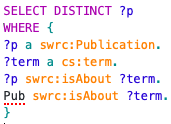 SELECT DISTINCT ?p
WHERE {
?p a swrc:Publication.
?term a cs:term.
?p swrc:isAbout ?term.
Pub swrc:isAbout ?term.
}